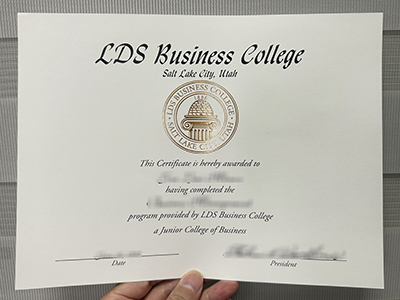 LDS Business College
Salt Lake City, Utah
LDS BUSINESS COLLEGE
SALT LAKE CITY, UTAH
This Certificate is hereby awarded to
having completed the
program provided by LDS Business College
a Junior College of Business
Date
President